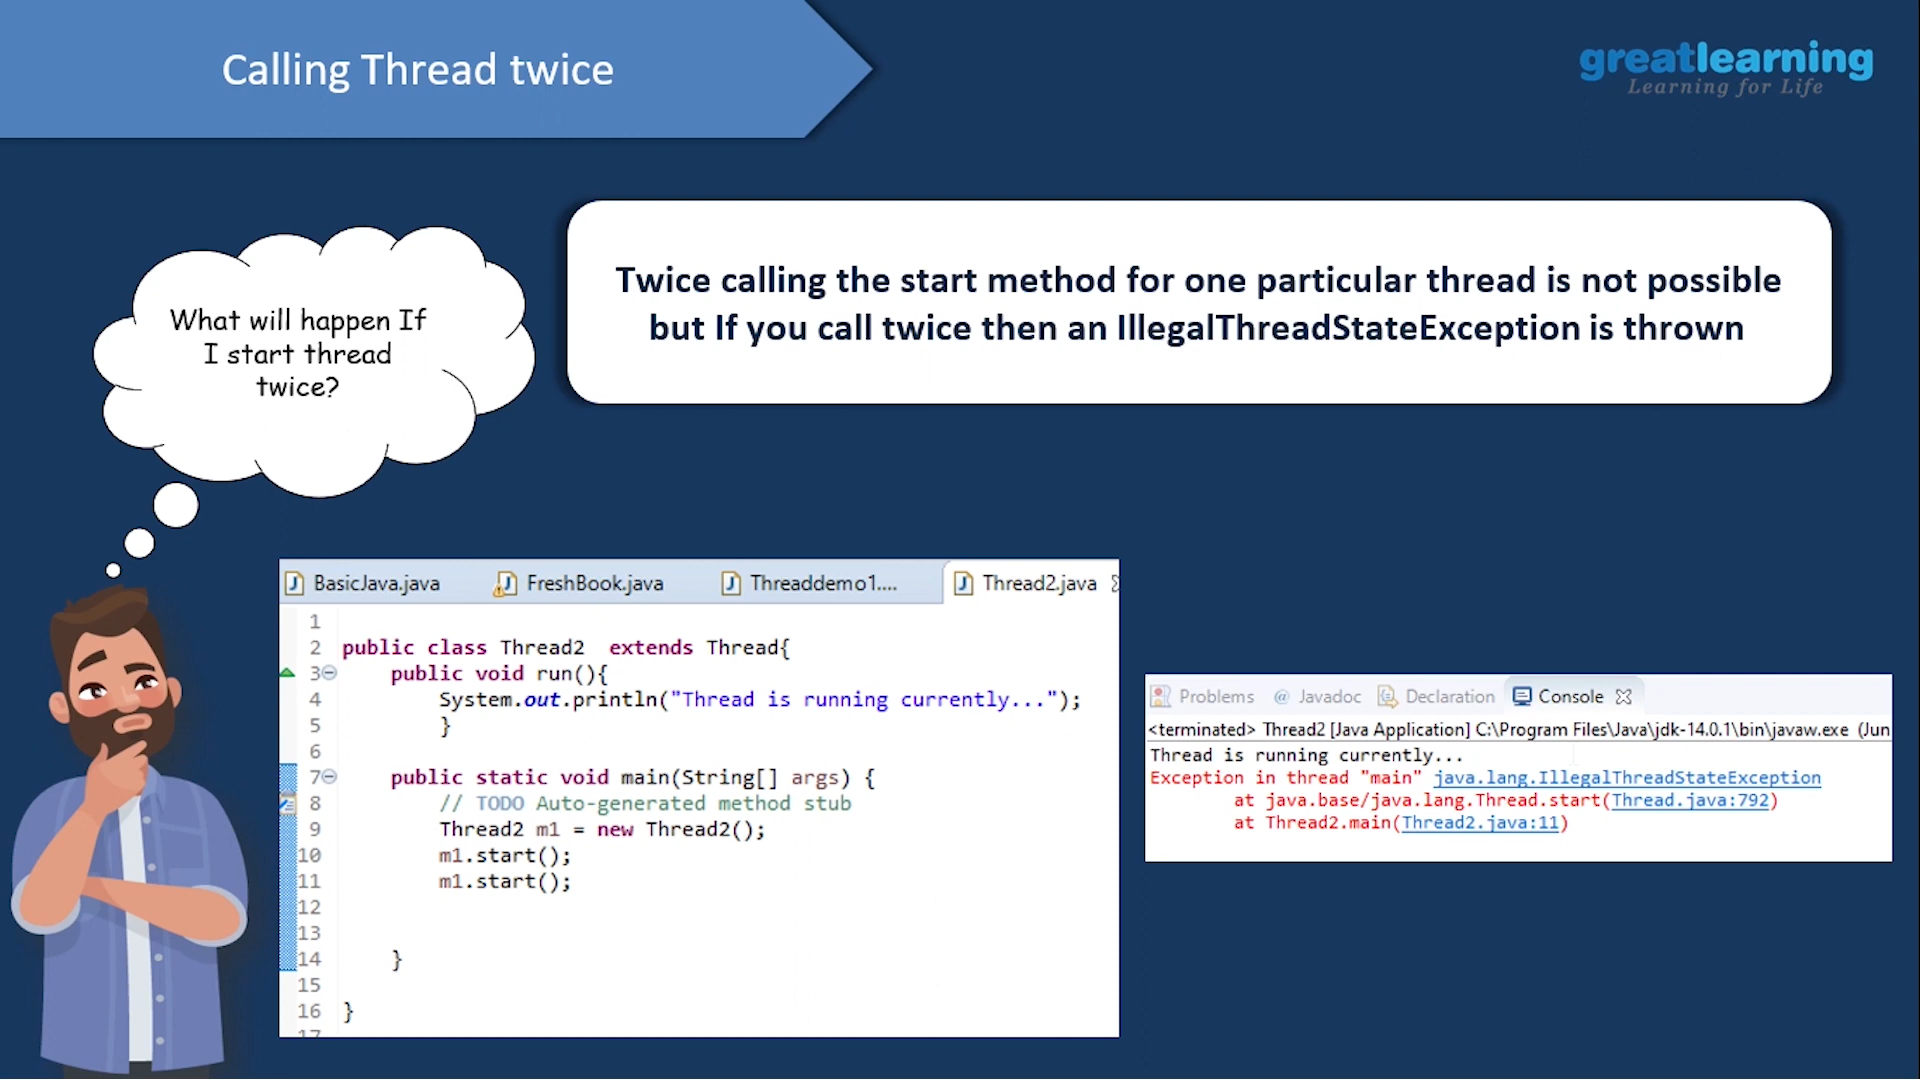 Calling Thread twice
greatlearning
Learning for Life
What will happen If
I start thread
twice?
Twice calling the start method for one particular thread is not possible
but If you call twice then an IllegalThreadStateException is thrown
BasicJava.java FreshBook.java Threaddemo1.... Thread2.java
1
2 public class Thread2  extends Thread{
3 public void run(){
4 System.out.println("Thread is running currently...");
5 }
6
7 public static void main(String[] args) {
8 // TODO Auto-generated method stub
9 Thread2 m1 = new Thread2();
10 m1.start();
11 m1.start();
12
13
14 }
15
16 }
17
Problems @ Javadoc Declaration Console
<terminated> Thread2 [Java Application] C:\Program Files\Java\jdk-14.0.1\bin\javaw.exe (Jun
Thread is running currently...
Exception in thread "main" java.lang.IllegalThreadStateException
at java.base/java.lang.Thread.start(Thread.java:792)
at Thread2.main(Thread2.java:11)